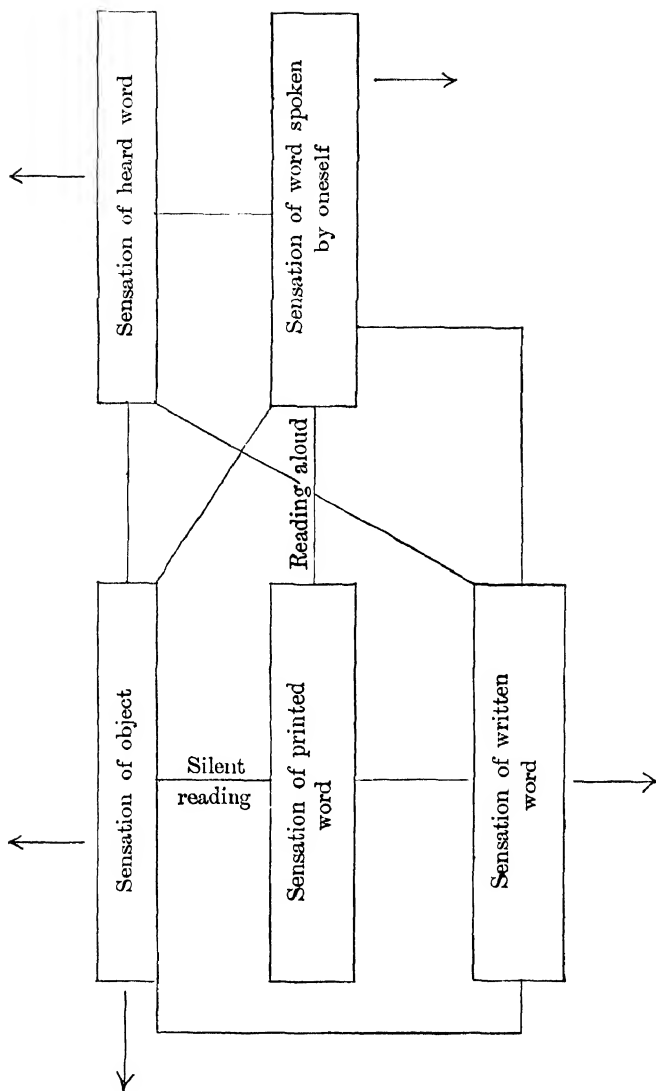 Sensation of heard word
Sensation of word spoken
by oneself
Reading aloud
Sensation of object
Silent
reading
Sensation of printed
word
Sensation of written
word